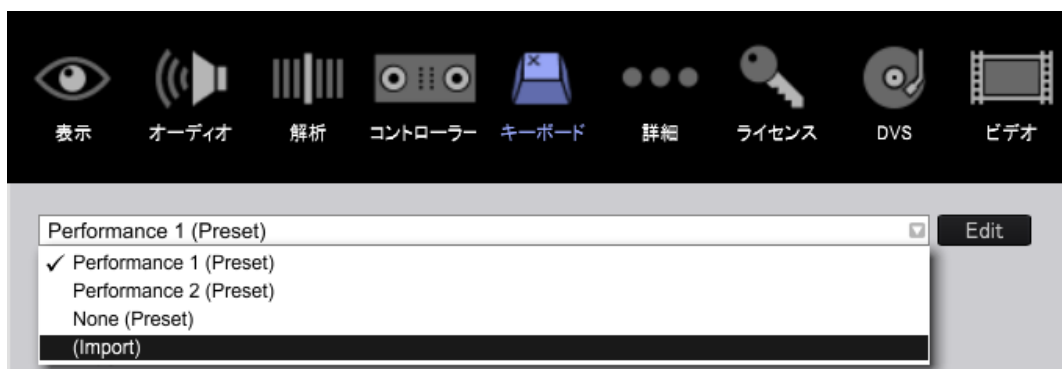 表示 オーディオ 解析 コントローラー キーボード 詳細 ライセンス DVS ビデオ
Performance 1 (Preset) Edit
✓ Performance 1 (Preset)
Performance 2 (Preset)
None (Preset)
(Import)